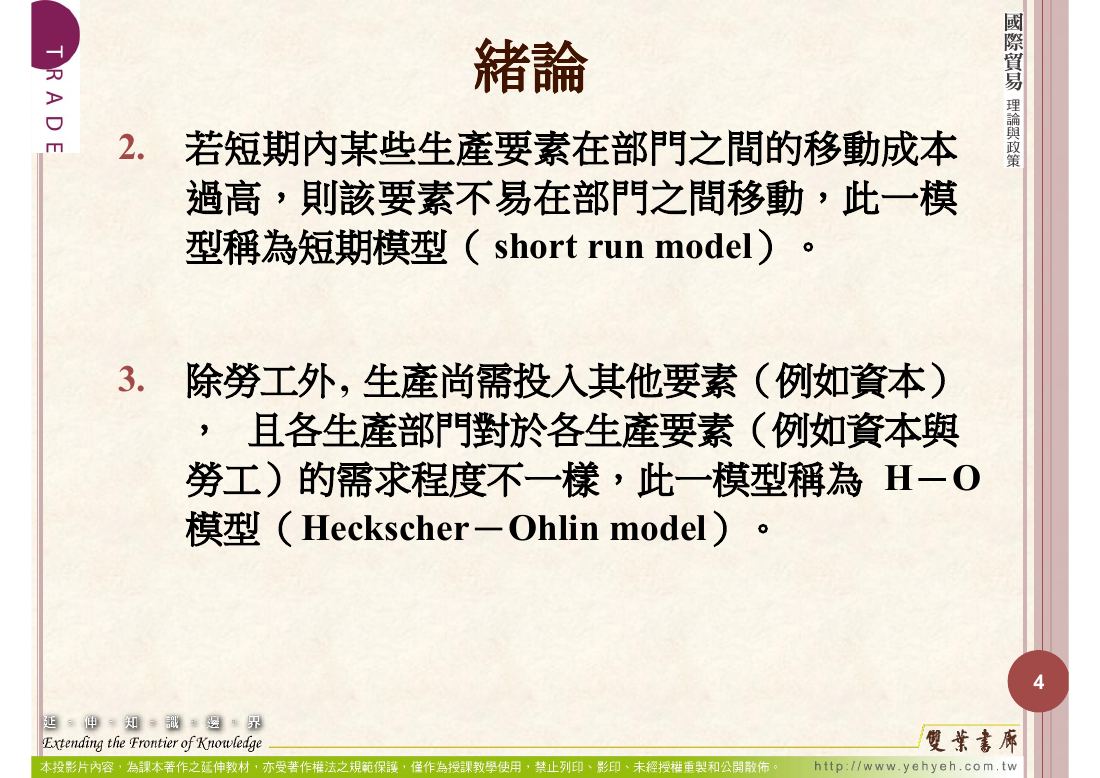 TRADE
緒論
國際貿易 理論與政策
2. 若短期內某些生產要素在部門之間的移動成本
過高，則該要素不易在部門之間移動，此一模
型稱為短期模型（ short run model）。
3. 除勞工外, 生產尚需投入其他要素（例如資本）
， 且各生產部門對於各生產要素（例如資本與
勞工）的需求程度不一樣，此一模型稱為 H－O
模型（Heckscher－Ohlin model）。
4
延。伸。知。識。邊。界
Extending the Frontier of Knowledge
雙葉書廊
本投影片內容，為課本著作之延伸教材，亦受著作權法之規範保護，僅作為授課教學使用，禁止列印、影印、未經授權重製和公開散佈。
http://www.yehyeh.com.tw